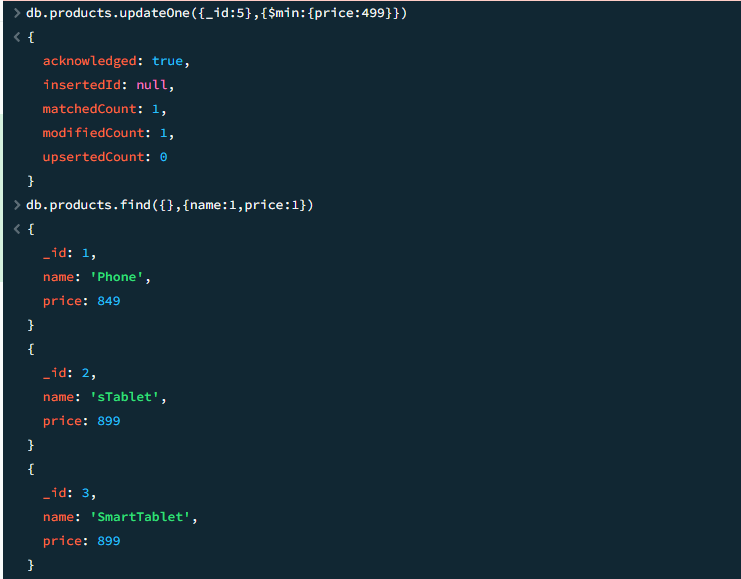 > db.products.updateOne({_id:5},{$min:{price:499}})
< {
acknowledged: true,
insertedId: null,
matchedCount: 1,
modifiedCount: 1,
upsertedCount: 0
}
> db.products.find({},{name:1,price:1})
< {
_id: 1,
name: 'Phone',
price: 849
}
{
_id: 2,
name: 'sTablet',
price: 899
}
{
_id: 3,
name: 'SmartTablet',
price: 899
}